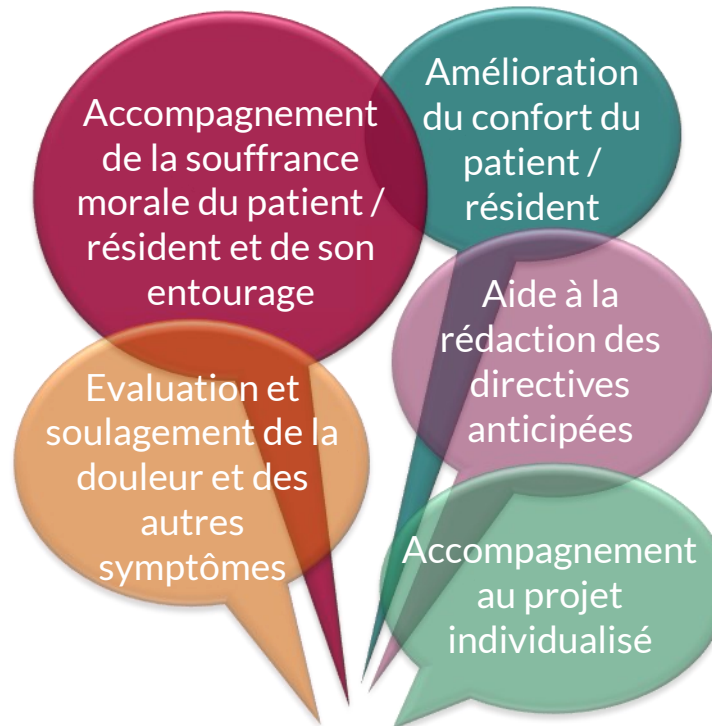 Accompagnement
de la souffrance
morale du patient /
résident et de son
entourage
Amélioration
du confort du
patient /
résident
Evaluation et
soulagement de la
douleur et des
autres
symptômes
Aide à la
rédaction des
directives
anticipées
Accompagnement
au projet
individualisé